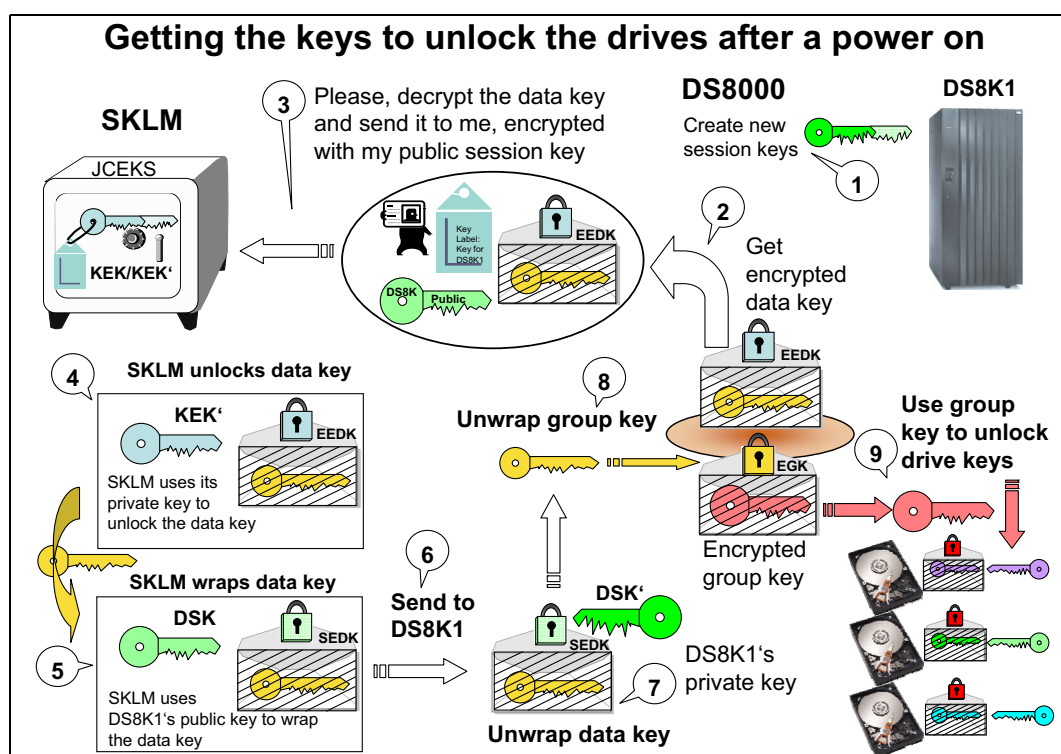 Getting the keys to unlock the drives after a power on
SKLM
JCEKS
KEK/KEK‘
3
Please, decrypt the data key
and send it to me, encrypted
with my public session key
DS8000
Create new
session keys
1
DS8K1
2
Get
encrypted
data key
Key
Label:
Key for
DS8K1
EEDK
DS8K
Public
EEDK
4
SKLM unlocks data key
KEK‘
EEDK
SKLM uses its
private key to
unlock the data key
5
SKLM wraps data key
DSK
SEDK
SKLM uses
DS8K1‘s public key to wrap
the data key
6
Send to
DS8K1
DSK‘
SEDK
7
DS8K1‘s
private key
Unwrap data key
8
Unwrap group key
EGK
Encrypted
group key
9
Use group
key to unlock
drive keys